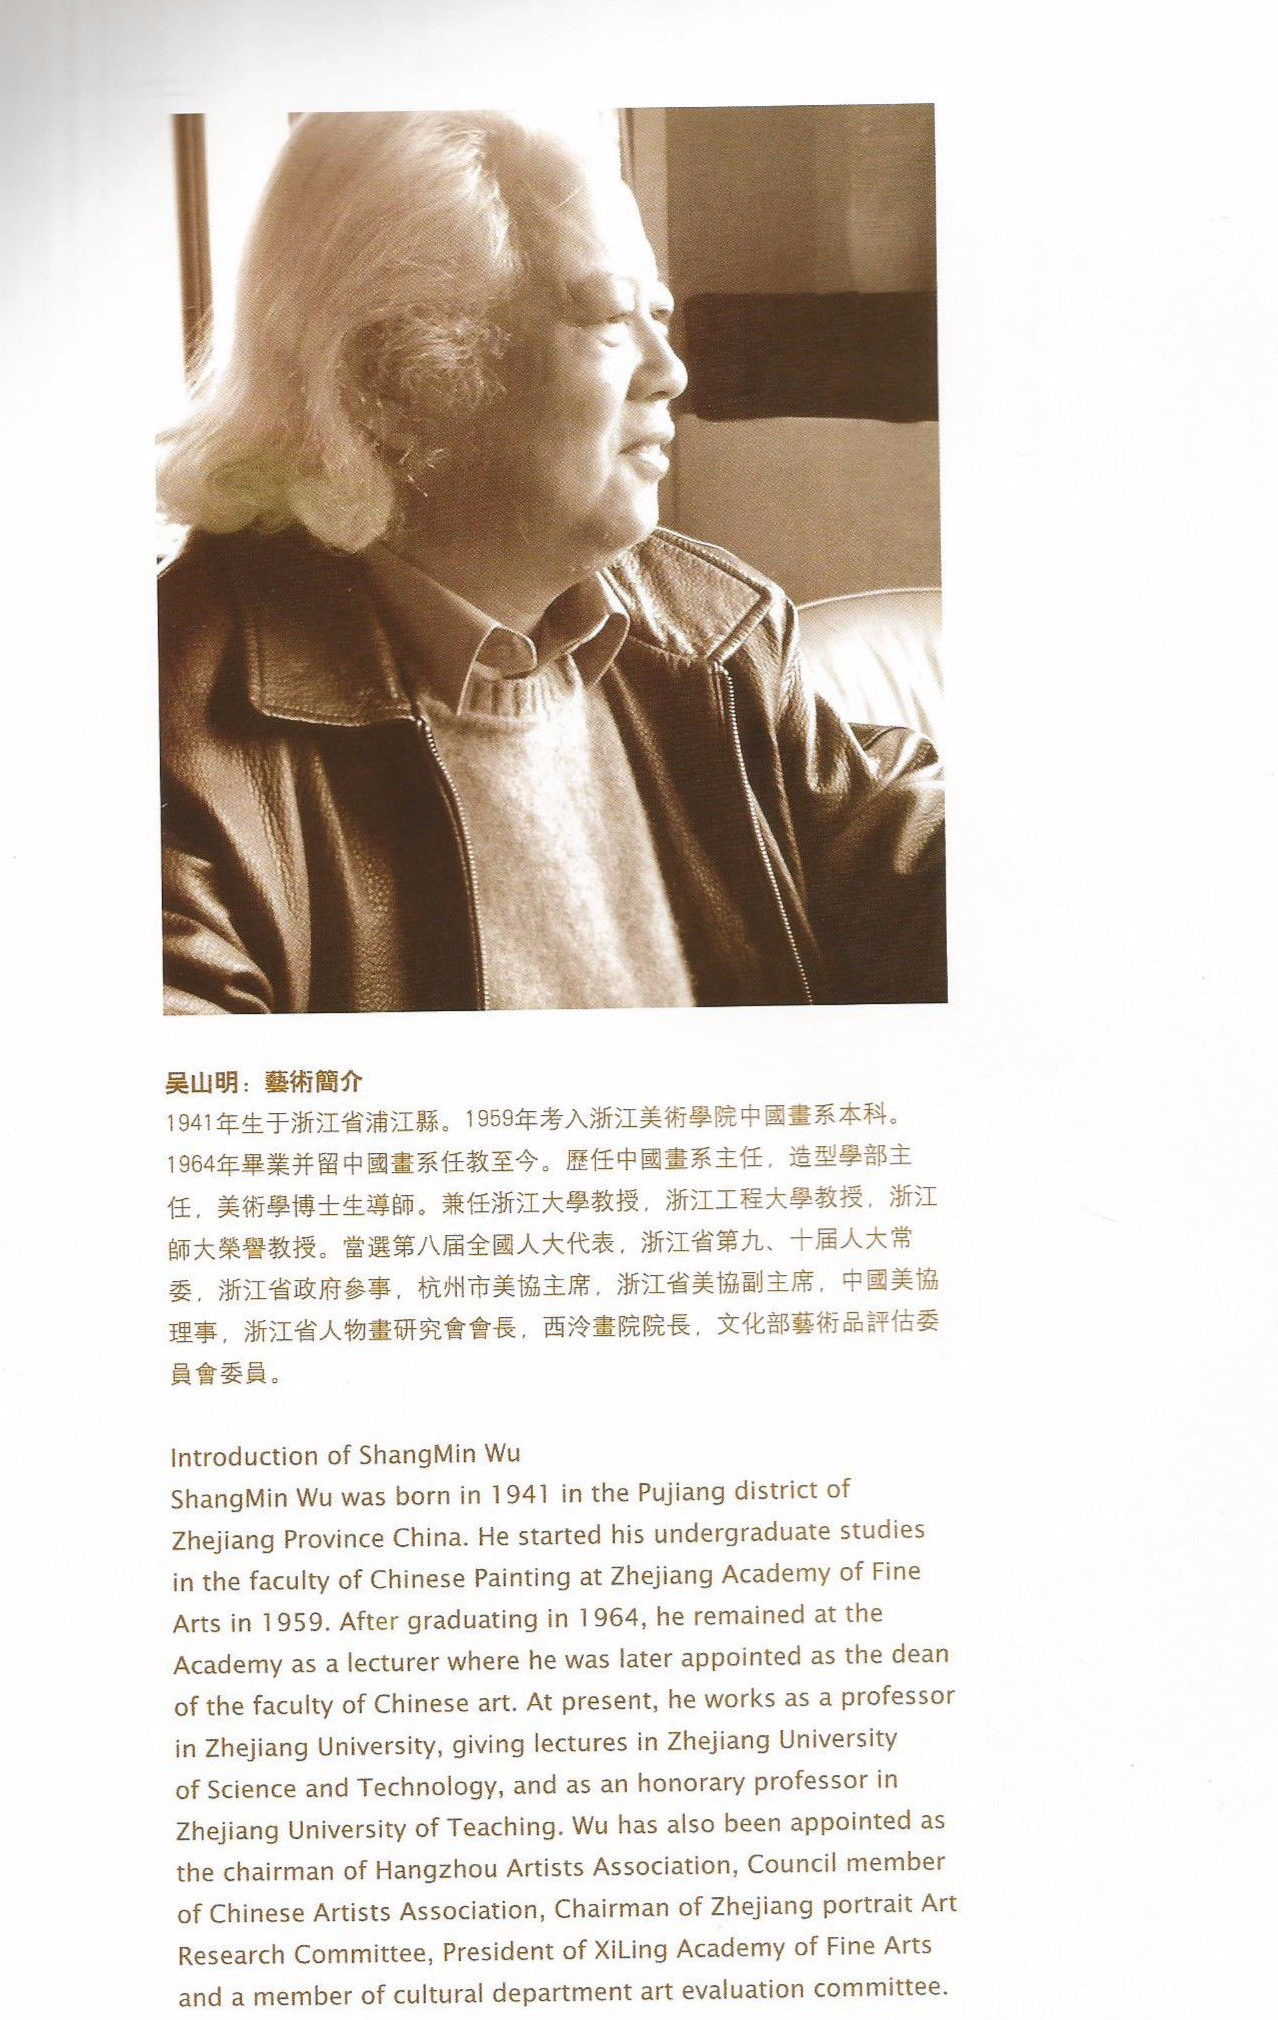 吴山明：藝術簡介
1941年生于浙江省浦江縣。1959年考入浙江美術學院中國畫系本科。
1964年畢業并留中國畫系任教至今。歷任中國畫系主任，造型學部主
任，美術學博士生導師。兼任浙江大學教授，浙江工程大學教授，浙江
師大榮譽教授。當選第八届全國人大代表，浙江省第九、十届人大常
委，浙江省政府參事，杭州市美協主席，浙江省美協副主席，中國美協
理事，浙江省人物畫研究會會長，西泠畫院院長，文化部藝術品評估委
員會委員。
Introduction of ShangMin Wu
ShangMin Wu was born in 1941 in the Pujiang district of
Zhejiang Province China. He started his undergraduate studies
in the faculty of Chinese Painting at Zhejiang Academy of Fine
Arts in 1959. After graduating in 1964, he remained at the
Academy as a lecturer where he was later appointed as the dean
of the faculty of Chinese art. At present, he works as a professor
in Zhejiang University, giving lectures in Zhejiang University
of Science and Technology, and as an honorary professor in
Zhejiang University of Teaching. Wu has also been appointed as
the chairman of Hangzhou Artists Association, Council member
of Chinese Artists Association, Chairman of Zhejiang portrait Art
Research Committee, President of XiLing Academy of Fine Arts
and a member of cultural department art evaluation committee.